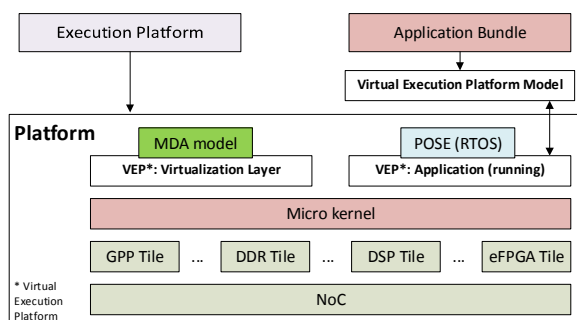 Execution Platform
Application Bundle
Virtual Execution Platform Model
Platform
MDA model
POSE (RTOS)
VEP*: Virtualization Layer
VEP*: Application (running)
Micro kernel
GPP Tile ... DDR Tile ... DSP Tile ... eFPGA Tile
* Virtual
Execution
Platform
NoC